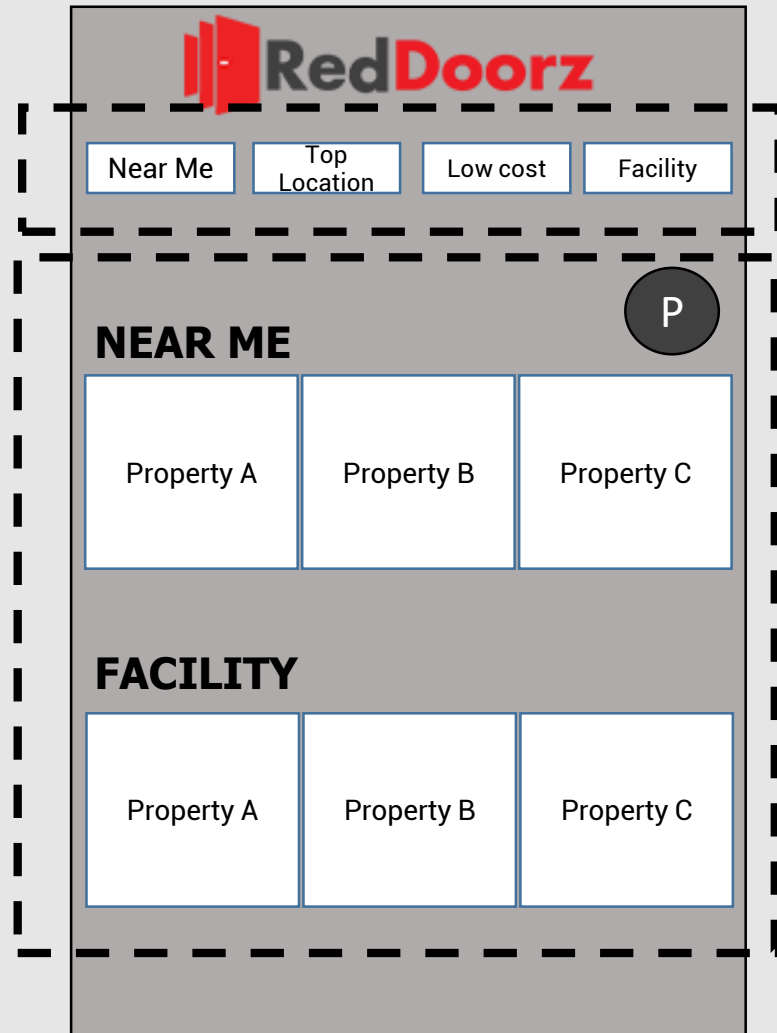 RedDoorz
Near Me
Top
Location
Low cost
Facility
P
NEAR ME
Property A
Property B
Property C
FACILITY
Property A
Property B
Property C